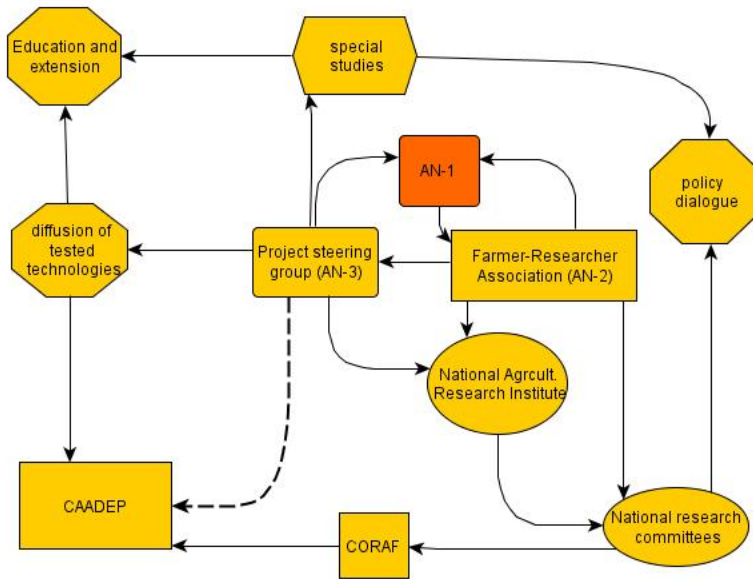 Education and
extension
special
studies
AN-1
policy
dialogue
diffusion of
tested
technologies
Project steering
group (AN-3)
Farmer-Researcher
Association (AN-2)
National Agrcult.
Research Institute
CAADEP
CORAF
National research
committees